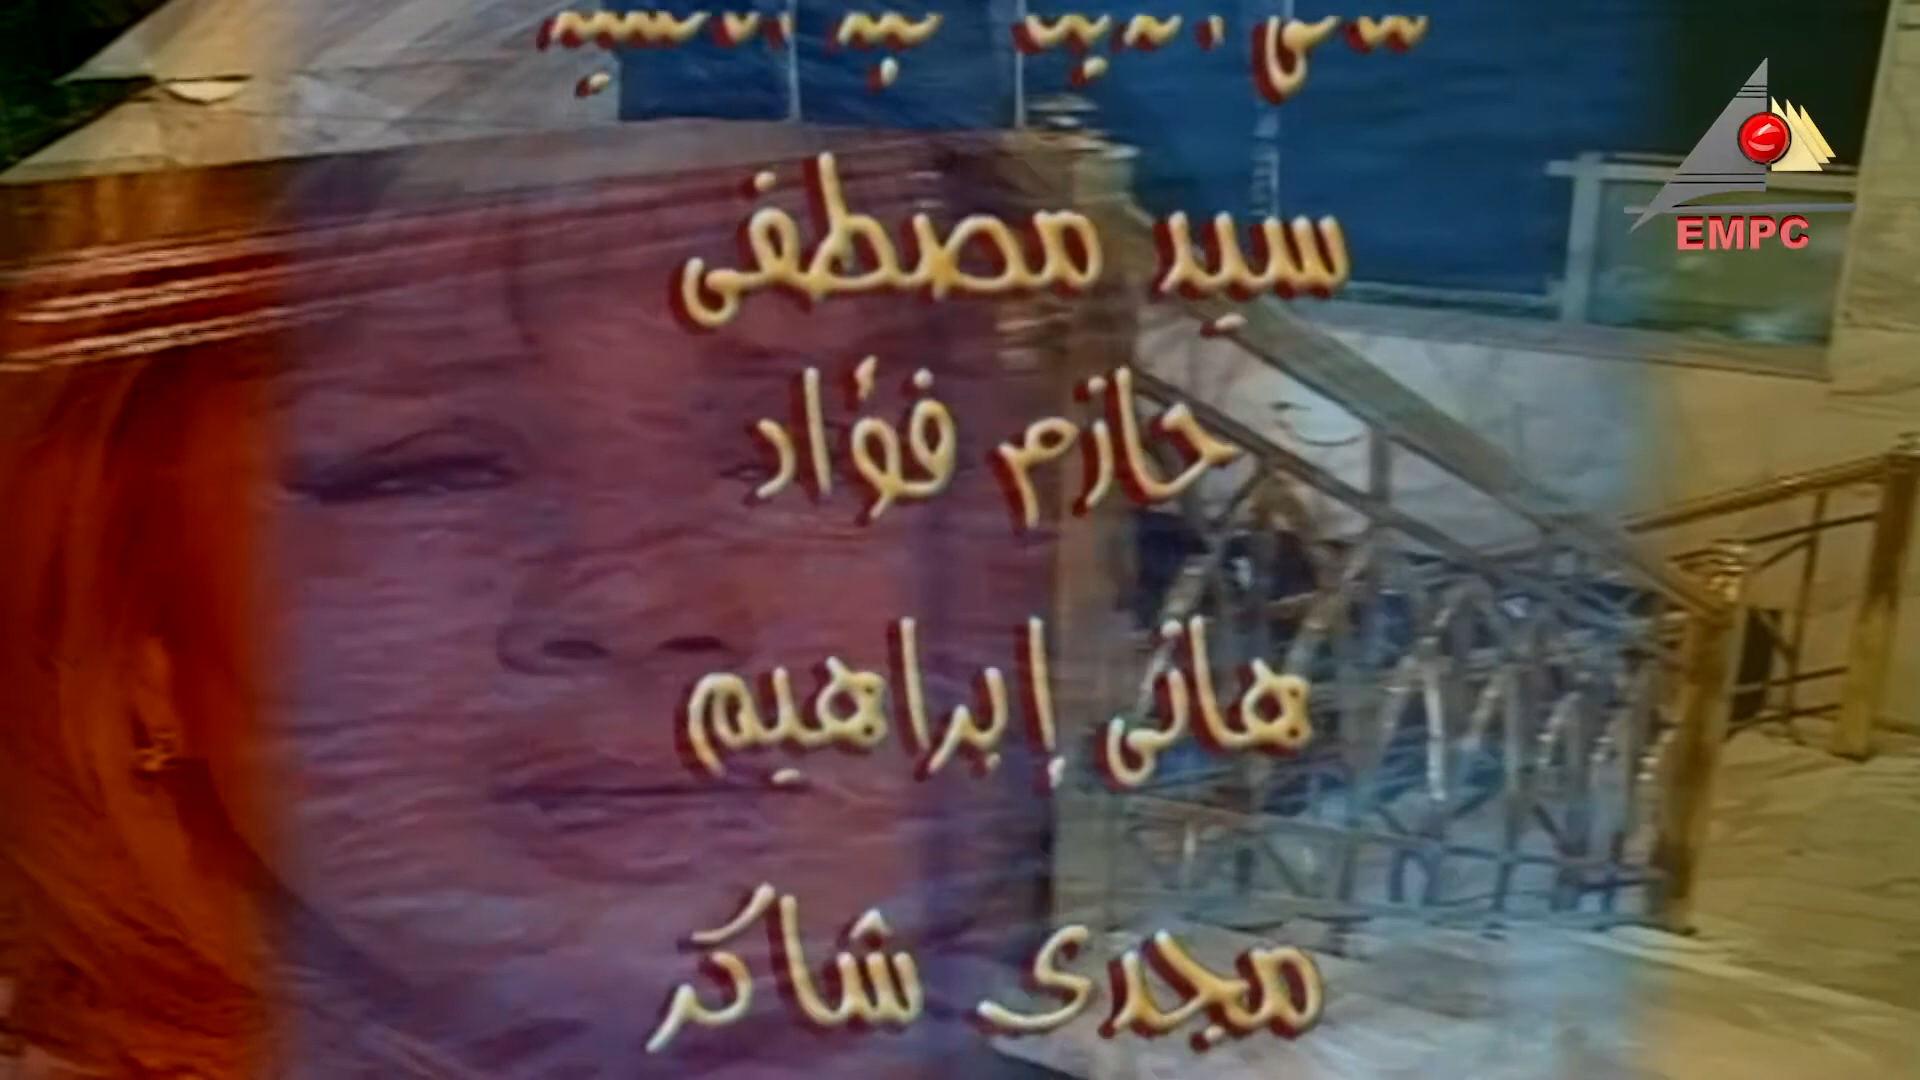 سيد مصطفى
حازم فؤاد
هانى إبراهيم
مجدى شاكر
EMPC